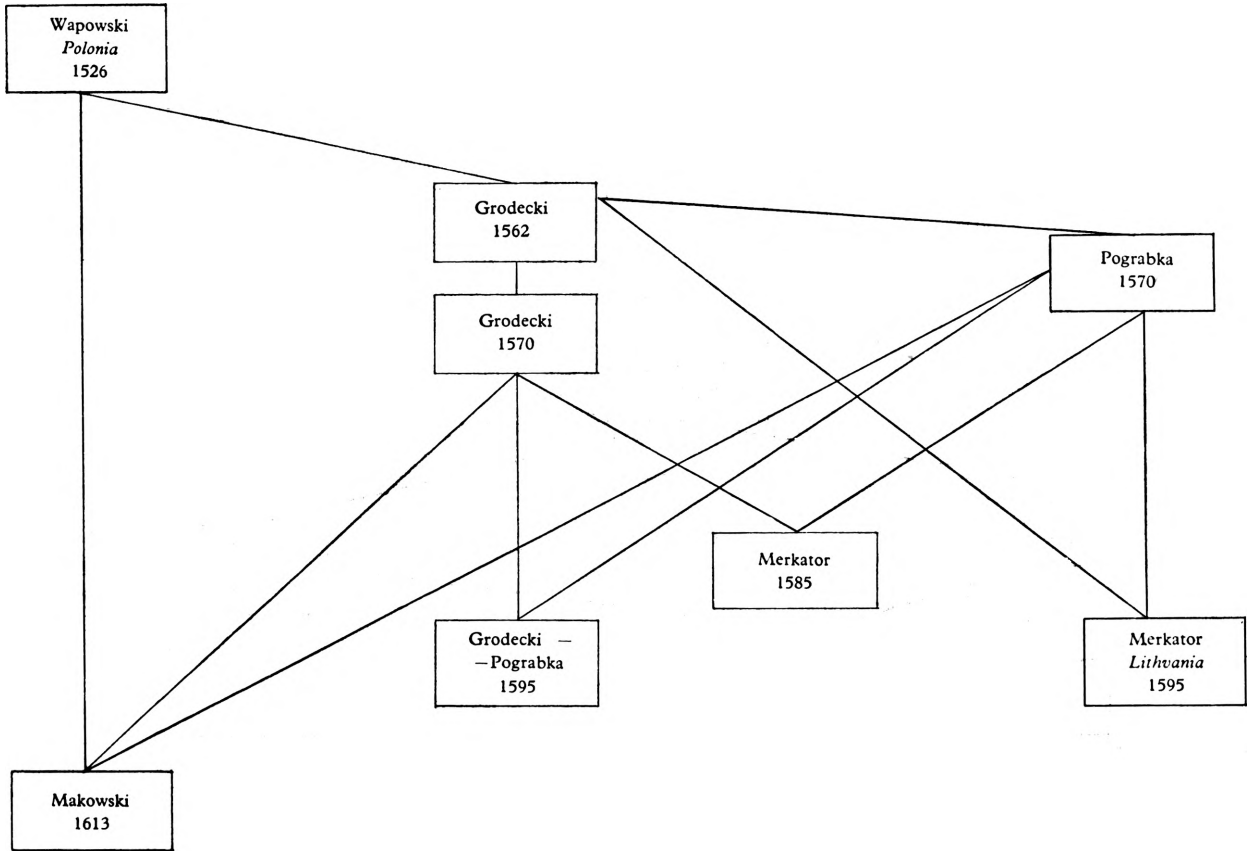 Wapowski
Polonia
1526
Grodecki
1562
Pograbka
1570
Grodecki
1570
Merkator
1585
Grodecki —
—Pograbka
1595
Merkator
Lithvania
1595
Makowski
1613